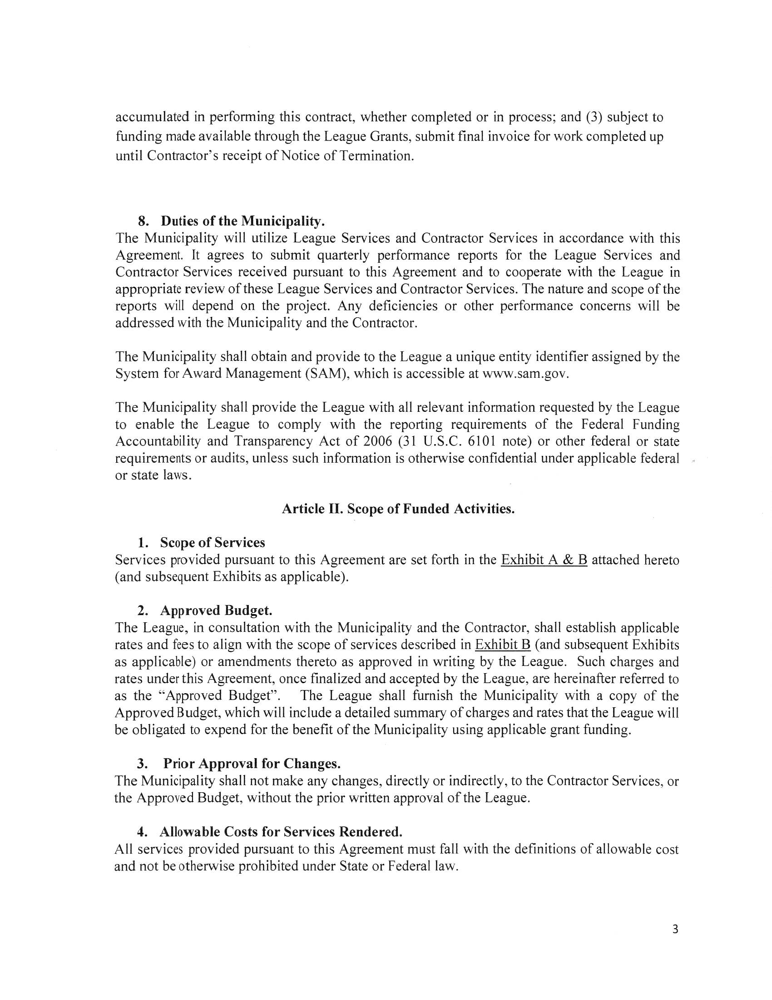 accumulated in performing this contract, whether completed or in process; and (3) subject to
funding made available through the League Grants, submit final invoice for work completed up
until Contractor's receipt of Notice of Termination.
8. Duties of the Municipality.
The Municipality will utilize League Services and Contractor Services in accordance with this
Agreement. It agrees to submit quarterly performance reports for the League Services and
Contractor Services received pursuant to this Agreement and to cooperate with the League in
appropriate review of these League Services and Contractor Services. The nature and scope of the
reports will depend on the project. Any deficiencies or other performance concerns will be
addressed with the Municipality and the Contractor.
The Municipality shall obtain and provide to the League a unique entity identifier assigned by the
System for Award Management (SAM), which is accessible at www.sam.gov.
The Municipality shall provide the League with all relevant information requested by the League
to enable the League to comply with the reporting requirements of the Federal Funding
Accountability and Transparency Act of 2006 (31 U.S.C. 6101 note) or other federal or state
requirements or audits, unless such information is otherwise confidential under applicable federal
or state laws.
Article II. Scope of Funded Activities.
1. Scope of Services
Services provided pursuant to this Agreement are set forth in the Exhibit A & B attached hereto
(and subsequent Exhibits as applicable).
2. Approved Budget.
The League, in consultation with the Municipality and the Contractor, shall establish applicable
rates and fees to align with the scope of services described in Exhibit B (and subsequent Exhibits
as applicable) or amendments thereto as approved in writing by the League. Such charges and
rates under this Agreement, once finalized and accepted by the League, are hereinafter referred to
as the “Approved Budget”. The League shall furnish the Municipality with a copy of the
Approved Budget, which will include a detailed summary of charges and rates that the League will
be obligated to expend for the benefit of the Municipality using applicable grant funding.
3. Prior Approval for Changes.
The Municipality shall not make any changes, directly or indirectly, to the Contractor Services, or
the Approved Budget, without the prior written approval of the League.
4. Allowable Costs for Services Rendered.
All services provided pursuant to this Agreement must fall with the definitions of allowable cost
and not be otherwise prohibited under State or Federal law.
3